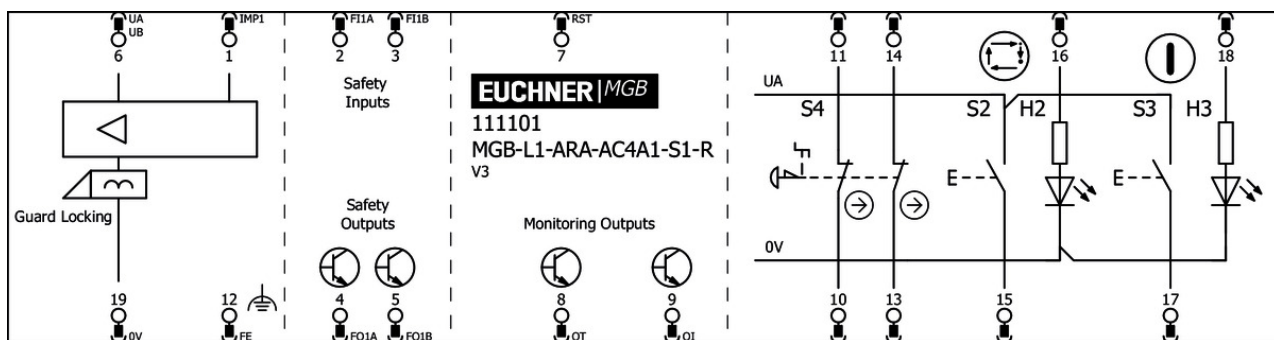 UA
UB
6
IMP1
1
FI1A
2
FI1B
3
RST
7
11
14
16
18
Safety
Inputs
EUCHNER|MGB
111101
MGB-L1-ARA-AC4A1-S1-R
V3
UA
S4
S2
H2
S3
H3
E
E
Guard Locking
Safety
Outputs
Monitoring Outputs
0V
19
0V
12
FE
4
FO1A
5
FO1B
8
OT
9
OI
10
13
15
17